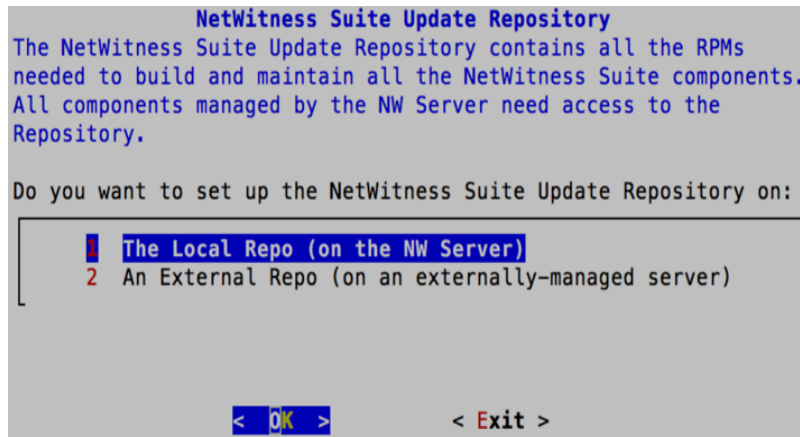 NetWitness Suite Update Repository
The NetWitness Suite Update Repository contains all the RPMs
needed to build and maintain all the NetWitness Suite components.
All components managed by the NW Server need access to the
Repository.
Do you want to set up the NetWitness Suite Update Repository on:
1 The Local Repo (on the NW Server)
2 An External Repo (on an externally-managed server)
< OK > < Exit >